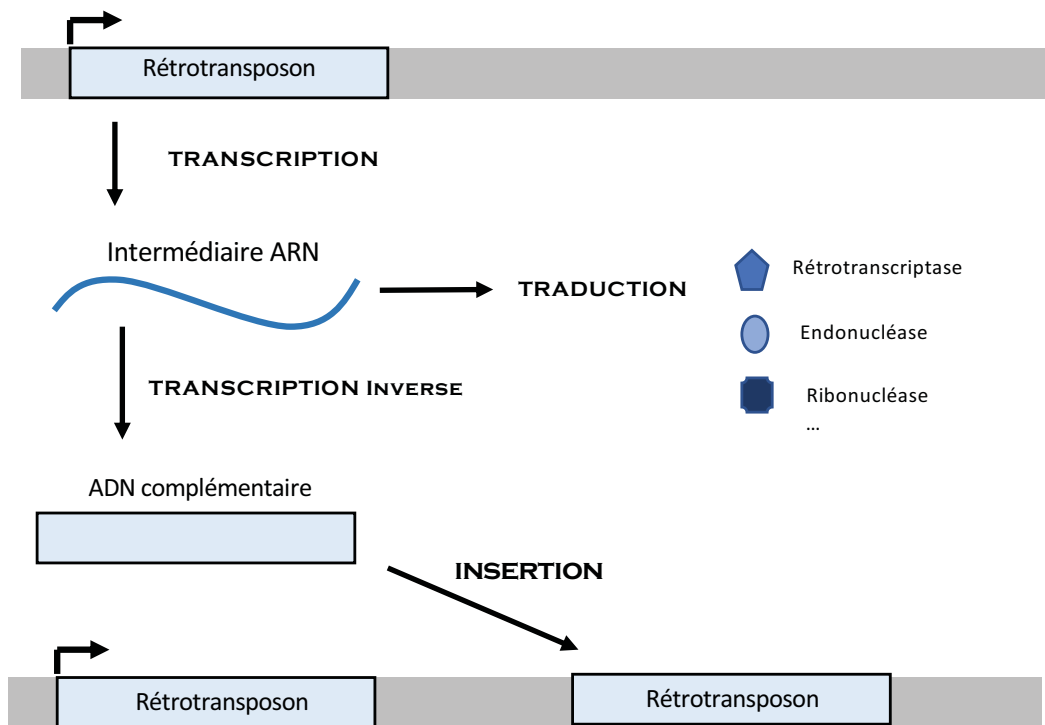 Rétrotransposon
TRANSCRIPTION
Intermédiaire ARN
TRADUCTION
Rétrotranscriptase
Endonucléase
Ribonucléase
...
TRANSCRIPTION INVERSE
ADN complémentaire
INSERTION
Rétrotransposon
Rétrotransposon